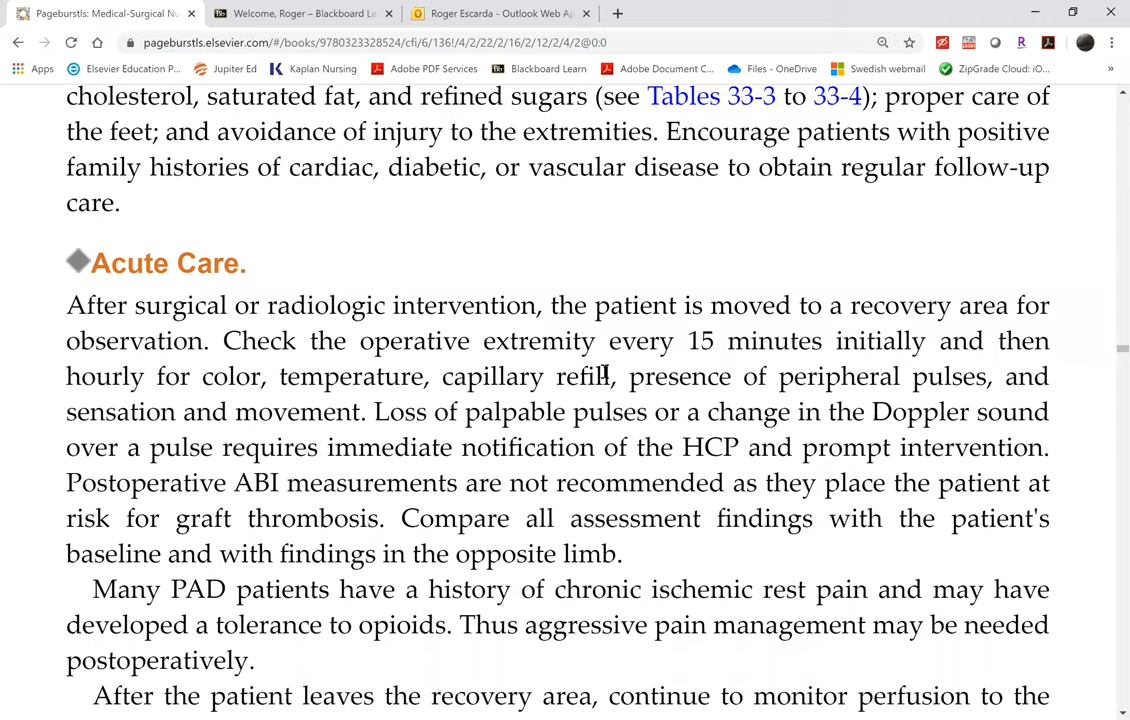 Pageburstls: Medical-Surgical Nu
Welcome, Roger – Blackboard Le
Roger Escarda - Outlook Web Ap
pageburstls.elsevier.com/#/books/9780323328524/cfi/6/136!/4/2/22/2/16/2/12/2/4/2@0:0
Apps Elsevier Education P... Jupiter Ed Kaplan Nursing Adobe PDF Services Bb Blackboard Learn Adobe Document C... Files - OneDrive Swedish webmail ZipGrade Cloud: iO... »
cholesterol, saturated fat, and refined sugars (see Tables 33-3 to 33-4); proper care of
the feet; and avoidance of injury to the extremities. Encourage patients with positive
family histories of cardiac, diabetic, or vascular disease to obtain regular follow-up
care.
Acute Care.
After surgical or radiologic intervention, the patient is moved to a recovery area for
observation. Check the operative extremity every 15 minutes initially and then
hourly for color, temperature, capillary refill, presence of peripheral pulses, and
sensation and movement. Loss of palpable pulses or a change in the Doppler sound
over a pulse requires immediate notification of the HCP and prompt intervention.
Postoperative ABI measurements are not recommended as they place the patient at
risk for graft thrombosis. Compare all assessment findings with the patient's
baseline and with findings in the opposite limb.
Many PAD patients have a history of chronic ischemic rest pain and may have
developed a tolerance to opioids. Thus aggressive pain management may be needed
postoperatively.
After the patient leaves the recovery area, continue to monitor perfusion to the